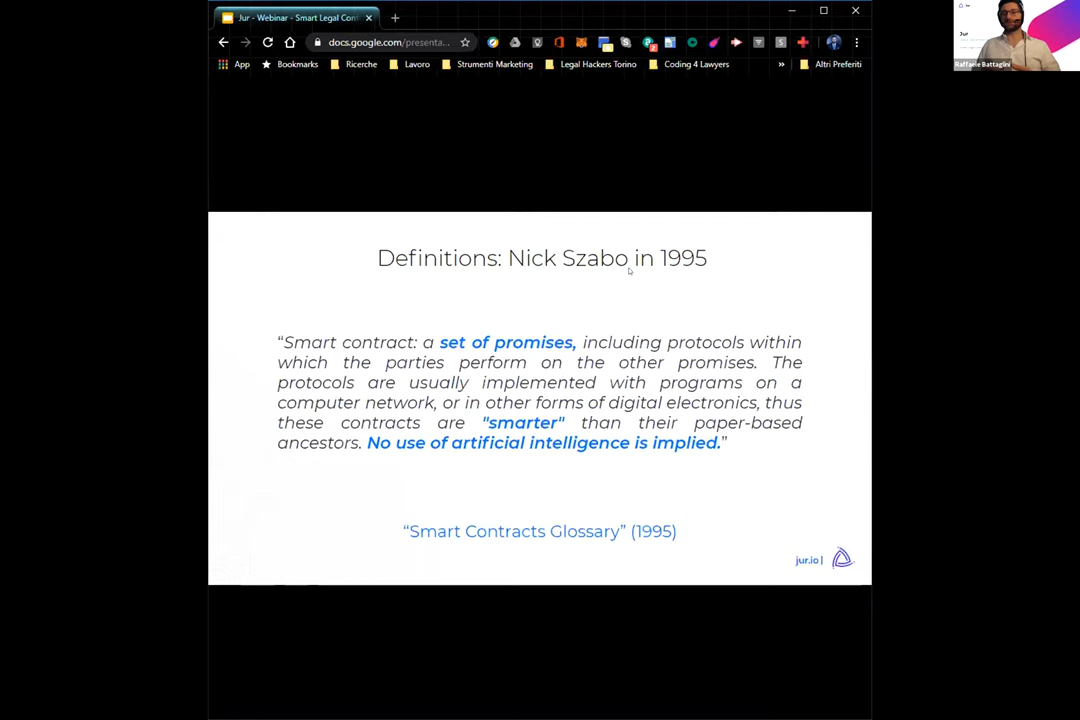 Jur - Webinar - Smart Legal Con
docs.google.com/presenta...
App
Bookmarks
Ricerche
Lavoro
Strumenti Marketing
Legal Hackers Torino
Coding 4 Lawyers
»
Altri Preferiti
Jur
Raffaele Battaglini
Definitions: Nick Szabo in 1995
“Smart contract: a set of promises, including protocols within
which the parties perform on the other promises. The
protocols are usually implemented with programs on a
computer network, or in other forms of digital electronics, thus
these contracts are "smarter" than their paper-based
ancestors. No use of artificial intelligence is implied.”
“Smart Contracts Glossary” (1995)
jur.io |